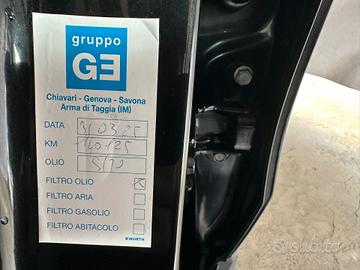 gruppo
GE
Chiavari - Genova - Savona
Arma di Taggia (IM)
DATA
KM
OLIO
FILTRO OLIO
FILTRO ARIA
FILTRO GASOLIO
FILTRO ABITACOLO
WÜRTH
subito